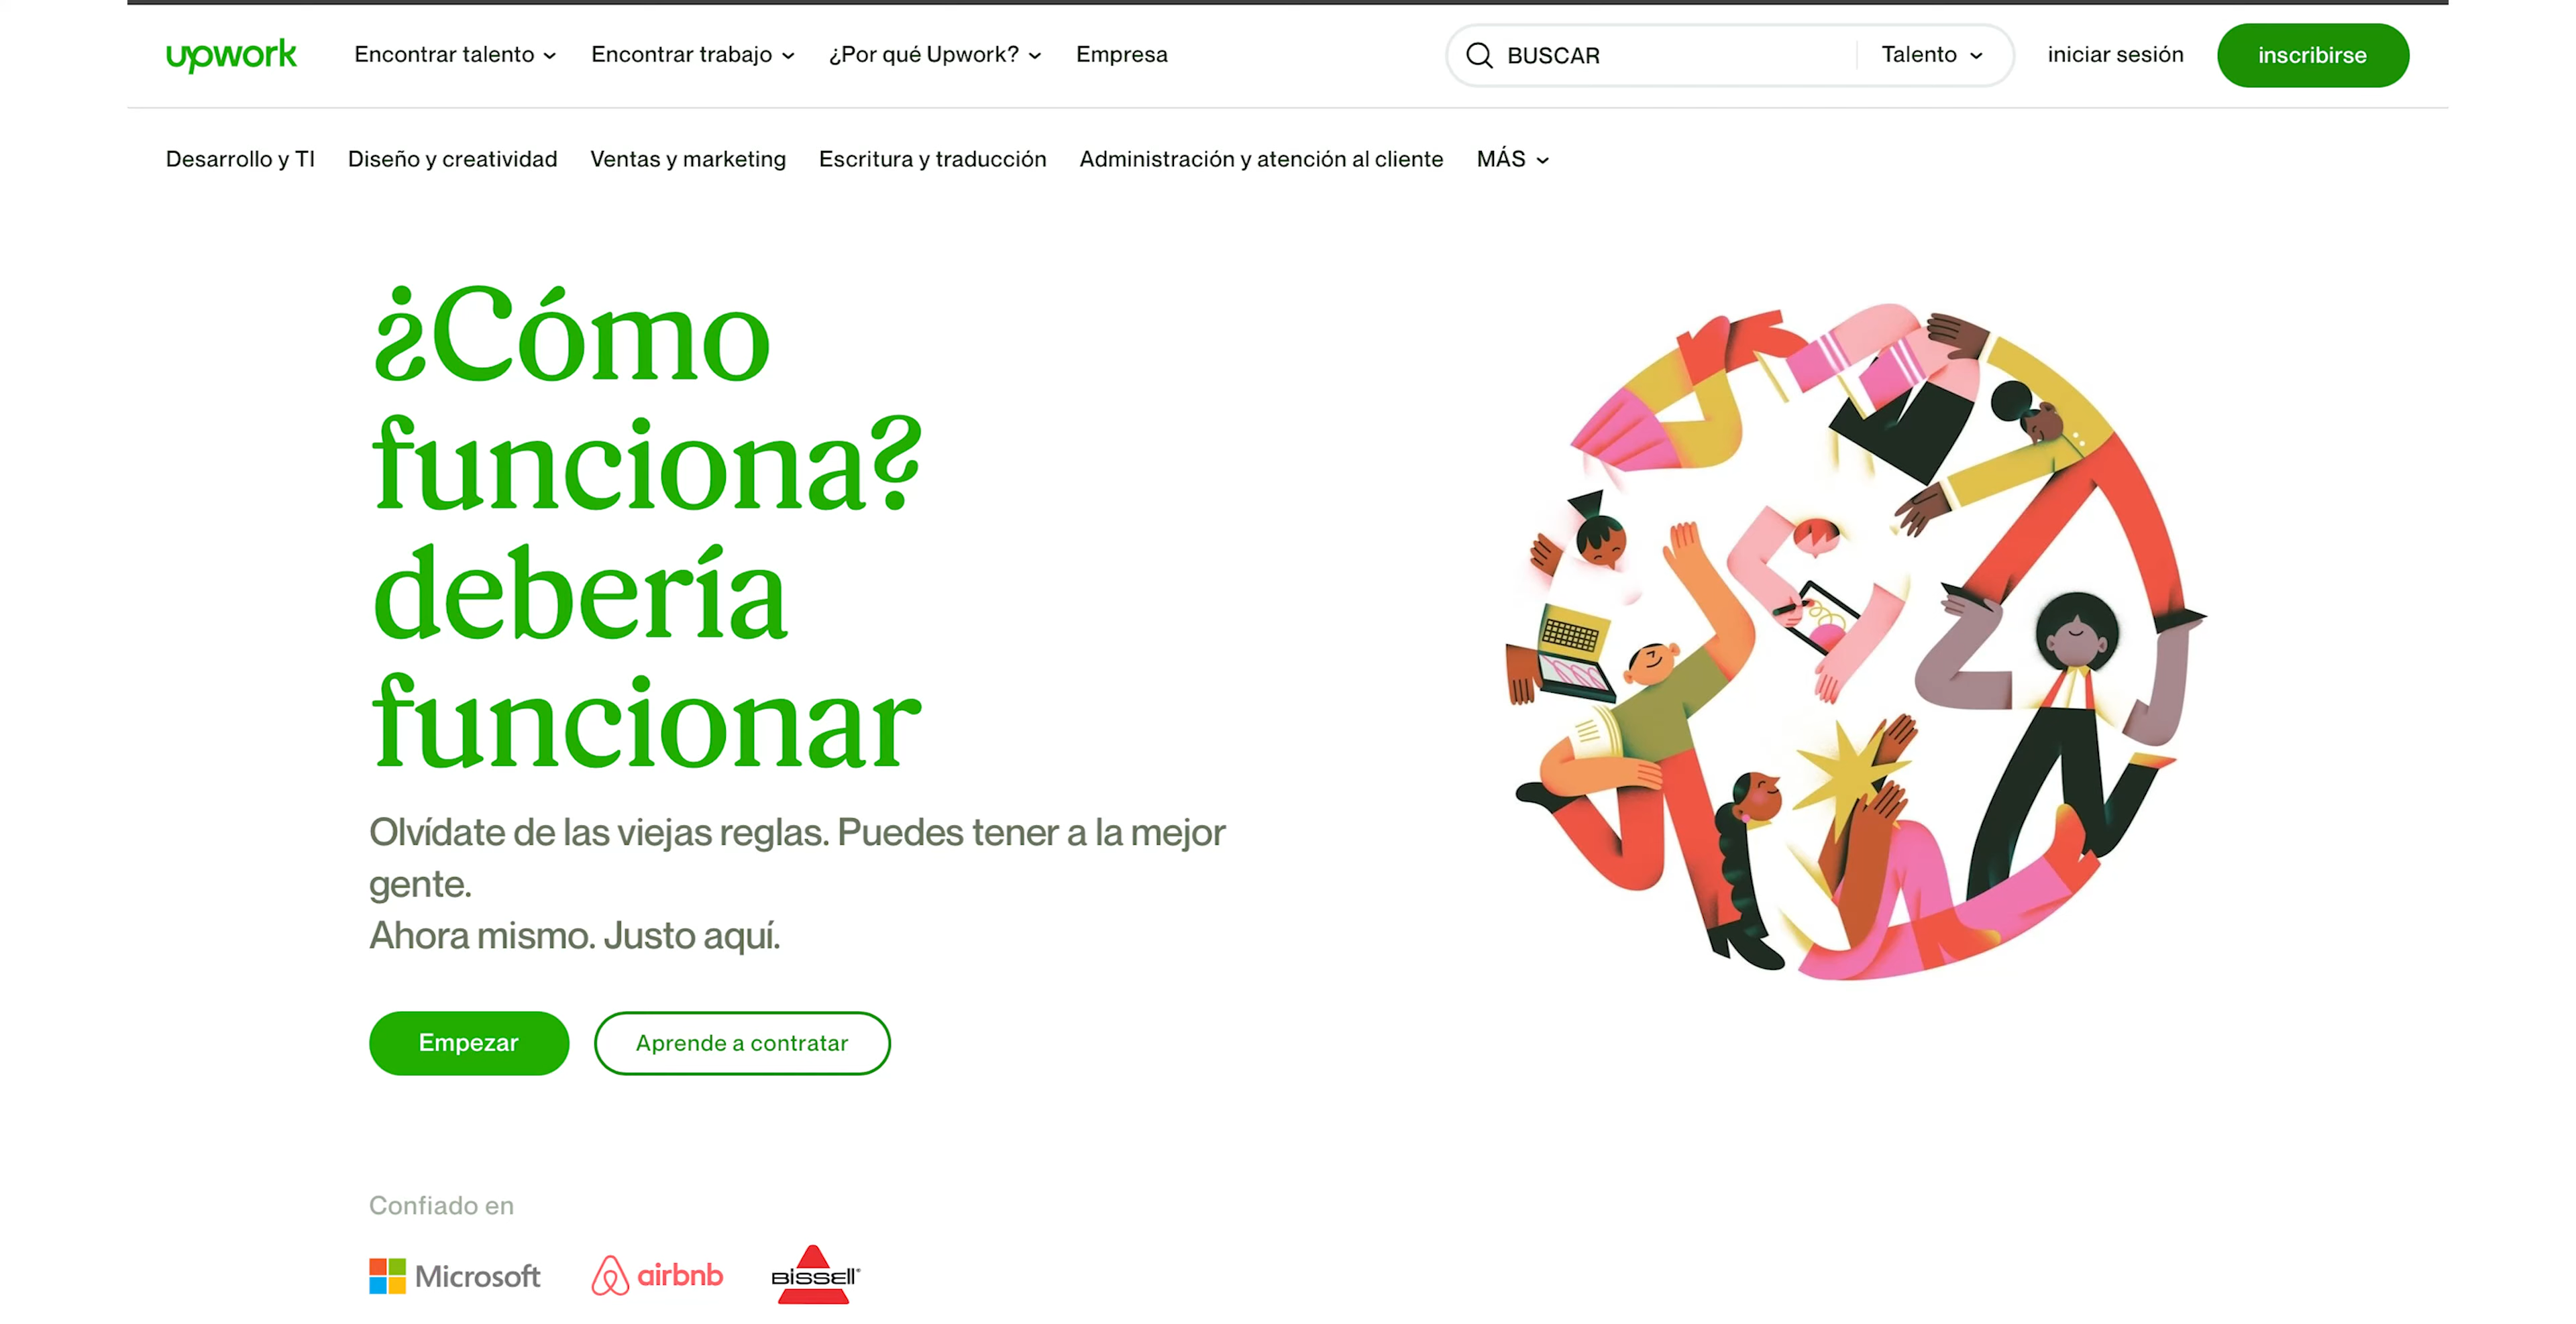 upwork Encontrar talento Encontrar trabajo ¿Por qué Upwork? Empresa BUSCAR Talento iniciar sesión inscribirse
Desarrollo y TI Diseño y creatividad Ventas y marketing Escritura y traducción Administración y atención al cliente MÁS
¿Cómo
funciona?
debería
funcionar
Olvídate de las viejas reglas. Puedes tener a la mejor
gente.
Ahora mismo. Justo aquí.
Empezar Aprende a contratar
Confiado en
Microsoft airbnb BISSELL®